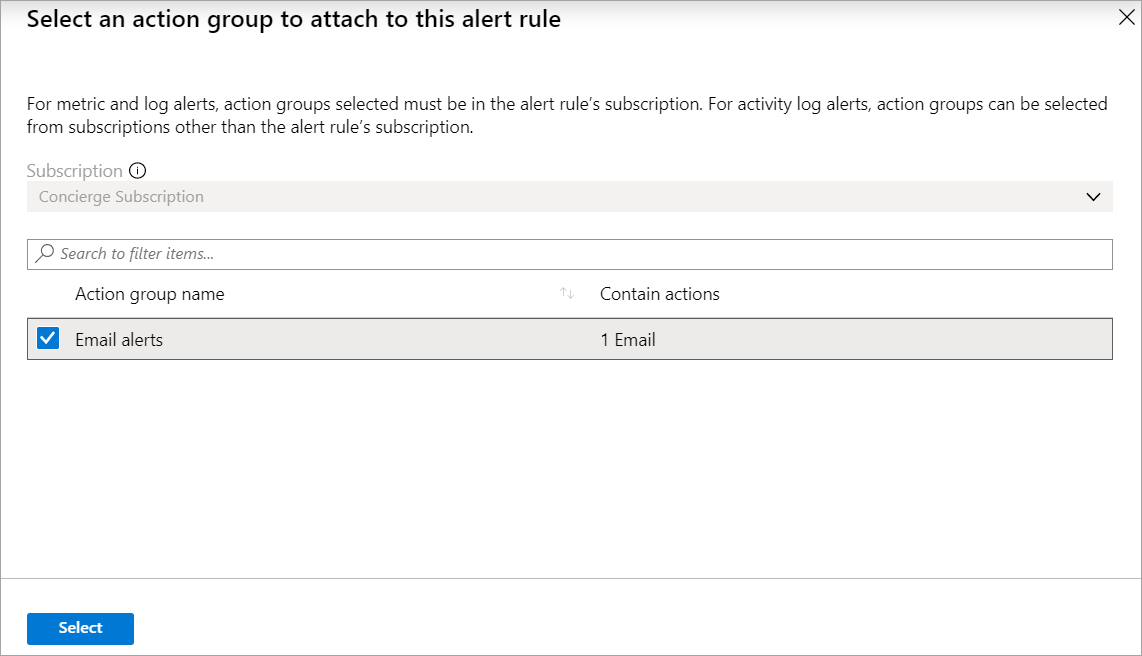 Select an action group to attach to this alert rule
For metric and log alerts, action groups selected must be in the alert rule’s subscription. For activity log alerts, action groups can be selected
from subscriptions other than the alert rule’s subscription.
Subscription
Concierge Subscription
Search to filter items...
Action group name Contain actions
Email alerts 1 Email
Select